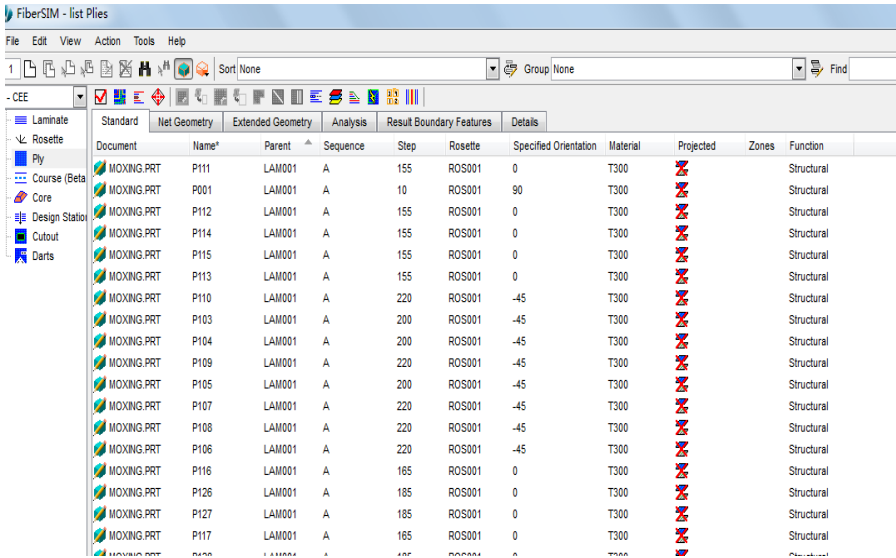 FiberSIM - list Plies
File Edit View Action Tools Help
1 Sort None Group None Find
- CEE
Laminate
Rosette
Ply
Course (Beta
Core
Design Station
Cutout
Darts
Standard Net Geometry Extended Geometry Analysis Result Boundary Features Details
Document Name* Parent Sequence Step Rosette Specified Orientation Material Projected Zones Function
MOXING.PRT P111 LAM001 A 155 ROS001 0 T300 Structural
MOXING.PRT P001 LAM001 A 10 ROS001 90 T300 Structural
MOXING.PRT P112 LAM001 A 155 ROS001 0 T300 Structural
MOXING.PRT P114 LAM001 A 155 ROS001 0 T300 Structural
MOXING.PRT P115 LAM001 A 155 ROS001 0 T300 Structural
MOXING.PRT P113 LAM001 A 155 ROS001 0 T300 Structural
MOXING.PRT P110 LAM001 A 220 ROS001 -45 T300 Structural
MOXING.PRT P103 LAM001 A 200 ROS001 -45 T300 Structural
MOXING.PRT P104 LAM001 A 200 ROS001 -45 T300 Structural
MOXING.PRT P109 LAM001 A 220 ROS001 -45 T300 Structural
MOXING.PRT P105 LAM001 A 200 ROS001 -45 T300 Structural
MOXING.PRT P107 LAM001 A 220 ROS001 -45 T300 Structural
MOXING.PRT P108 LAM001 A 220 ROS001 -45 T300 Structural
MOXING.PRT P106 LAM001 A 220 ROS001 -45 T300 Structural
MOXING.PRT P116 LAM001 A 165 ROS001 0 T300 Structural
MOXING.PRT P126 LAM001 A 185 ROS001 0 T300 Structural
MOXING.PRT P127 LAM001 A 185 ROS001 0 T300 Structural
MOXING.PRT P117 LAM001 A 165 ROS001 0 T300 Structural